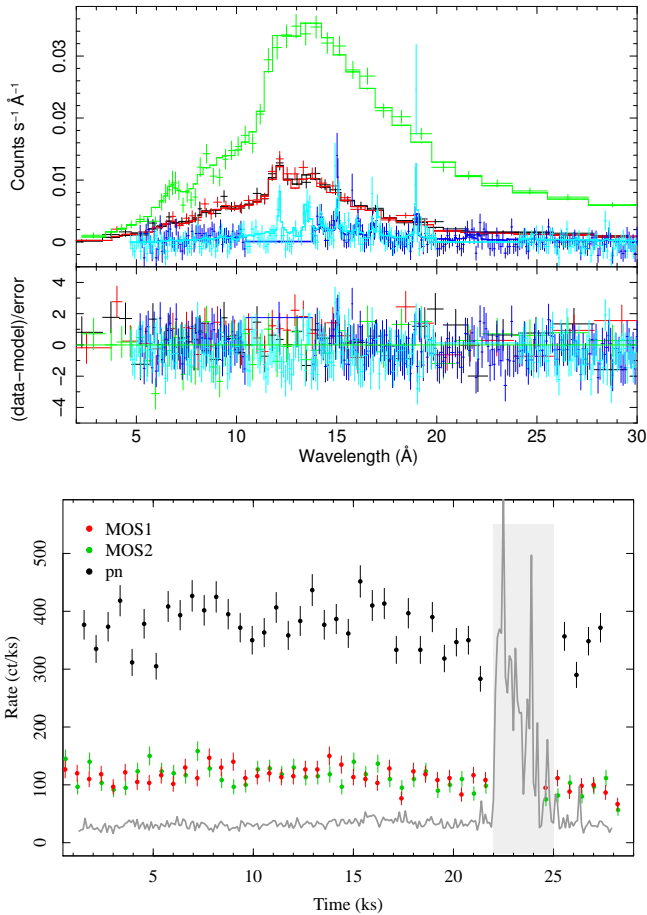 0.03
0.02
0.01
0
Counts s⁻¹ Å⁻¹
4
2
0
−2
−4
(data−model)/error
5 10 15 20 25 30
Wavelength (Å)
MOS1
MOS2
pn
500
400
300
200
100
0
Rate (ct/ks)
5 10 15 20 25
Time (ks)